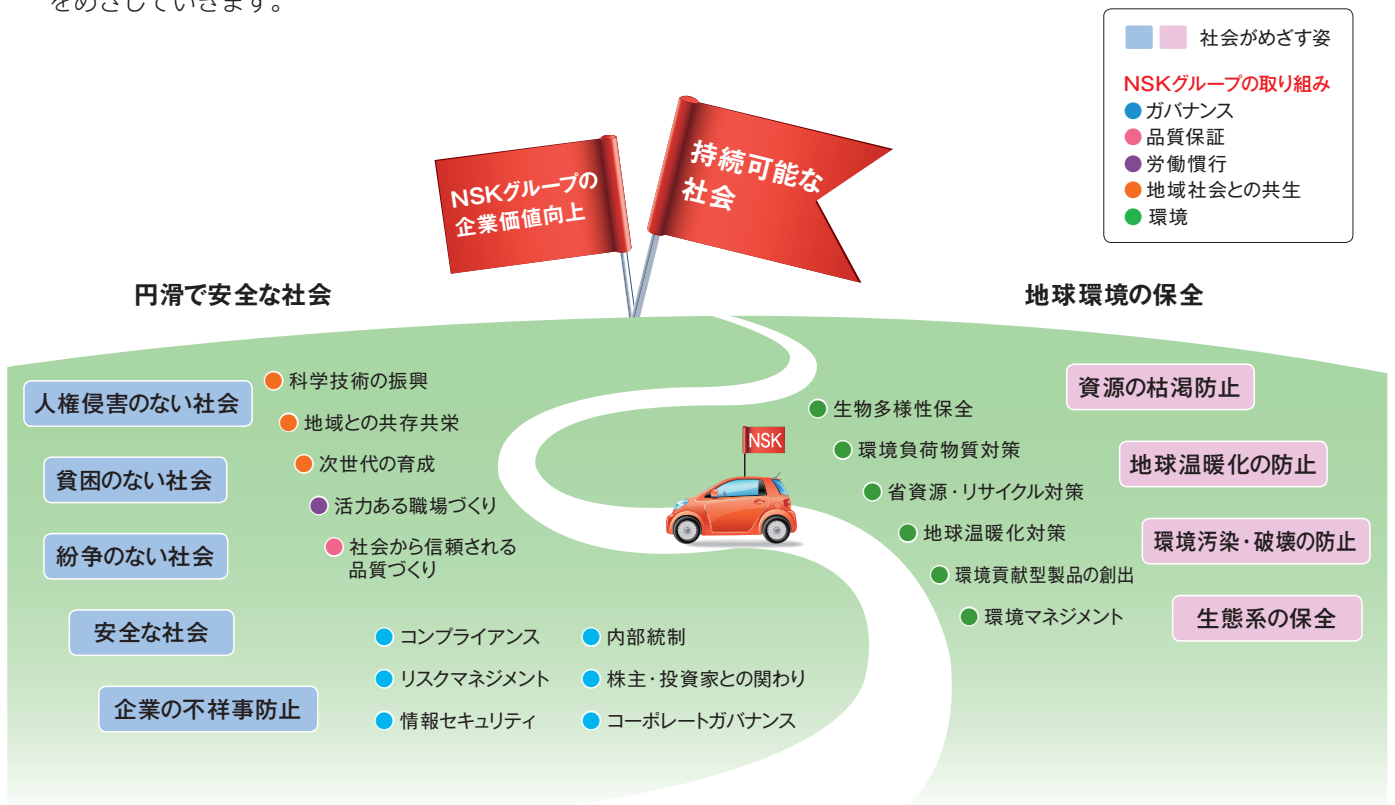 をめざしていきます。
社会がめざす姿
NSKグループの取り組み
ガバナンス
品質保証
労働慣行
地域社会との共生
環境
NSKグループの
企業価値向上
持続可能な
社会
円滑で安全な社会
地球環境の保全
人権侵害のない社会
貧困のない社会
紛争のない社会
安全な社会
企業の不祥事防止
科学技術の振興
地域との共存共栄
次世代の育成
活力ある職場づくり
社会から信頼される
品質づくり
コンプライアンス
リスクマネジメント
情報セキュリティ
内部統制
株主・投資家との関わり
コーポレートガバナンス
NSK
生物多様性保全
環境負荷物質対策
省資源・リサイクル対策
地球温暖化対策
環境貢献型製品の創出
環境マネジメント
資源の枯渇防止
地球温暖化の防止
環境汚染・破壊の防止
生態系の保全